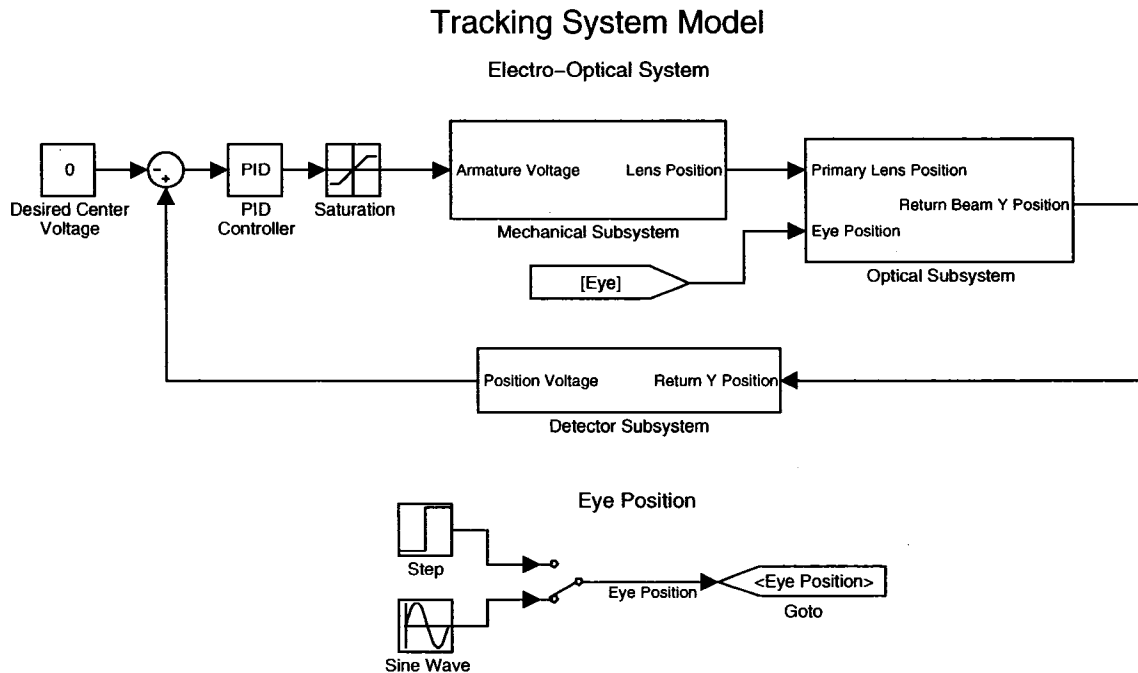 Tracking System Model
Electro-Optical System
0
Desired Center
Voltage
-
+
PID
PID
Controller
Saturation
Armature Voltage
Lens Position
Mechanical Subsystem
Primary Lens Position
Return Beam Y Position
Eye Position
Optical Subsystem
[Eye]
Position Voltage
Return Y Position
Detector Subsystem
Eye Position
Step
Sine Wave
Eye Position
<Eye Position>
Goto